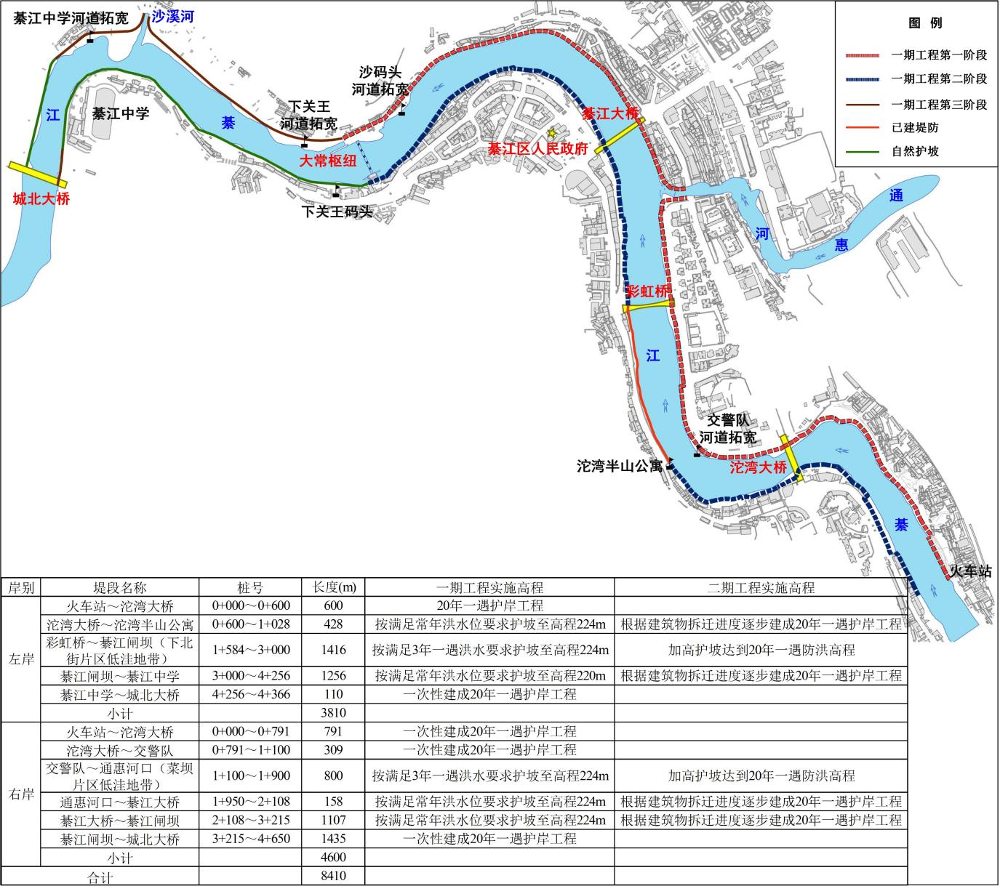 綦江中学河道拓宽
沙溪河
图 例
一期工程第一阶段
一期工程第二阶段
一期工程第三阶段
已建堤防
自然护坡
沙码头
河道拓宽
下关王
河道拓宽
江
綦江中学
綦
綦江大桥
綦江区人民政府
大常枢纽
城北大桥
下关王码头
通
河
惠
彩虹桥
江
交警队
河道拓宽
沱湾半山公寓
沱湾大桥
綦
火车站
岸别 堤段名称 桩号 长度(m) 一期工程实施高程 二期工程实施高程
左岸
火车站～沱湾大桥 0+000～0+600 600 20年一遇护岸工程
沱湾大桥～沱湾半山公寓 0+600～1+028 428 按满足常年洪水位要求护坡至高程224m 根据建筑物拆迁进度逐步建成20年一遇护岸工程
彩虹桥～綦江闸坝（下北
街片区低洼地带） 1+584～3+000 1416 按满足3年一遇洪水要求护坡至高程224m 加高护坡达到20年一遇防洪高程
綦江闸坝～綦江中学 3+000～4+256 1256 按满足常年洪水位要求护坡至高程220m 根据建筑物拆迁进度逐步建成20年一遇护岸工程
綦江中学～城北大桥 4+256～4+366 110 一次性建成20年一遇护岸工程
小计 3810
右岸
火车站～沱湾大桥 0+000～0+791 791 一次性建成20年一遇护岸工程
沱湾大桥～交警队 0+791～1+100 309 一次性建成20年一遇护岸工程
交警队～通惠河口（菜坝
片区低洼地带） 1+100～1+900 800 按满足3年一遇洪水要求护坡至高程224m 加高护坡达到20年一遇防洪高程
通惠河口～綦江大桥 1+950～2+108 158 按满足常年洪水位要求护坡至高程224m 根据建筑物拆迁进度逐步建成20年一遇护岸工程
綦江大桥～綦江闸坝 2+108～3+215 1107 按满足常年洪水位要求护坡至高程224m 根据建筑物拆迁进度逐步建成20年一遇护岸工程
綦江闸坝～城北大桥 3+215～4+650 1435 一次性建成20年一遇护岸工程
小计 4600
合计 8410